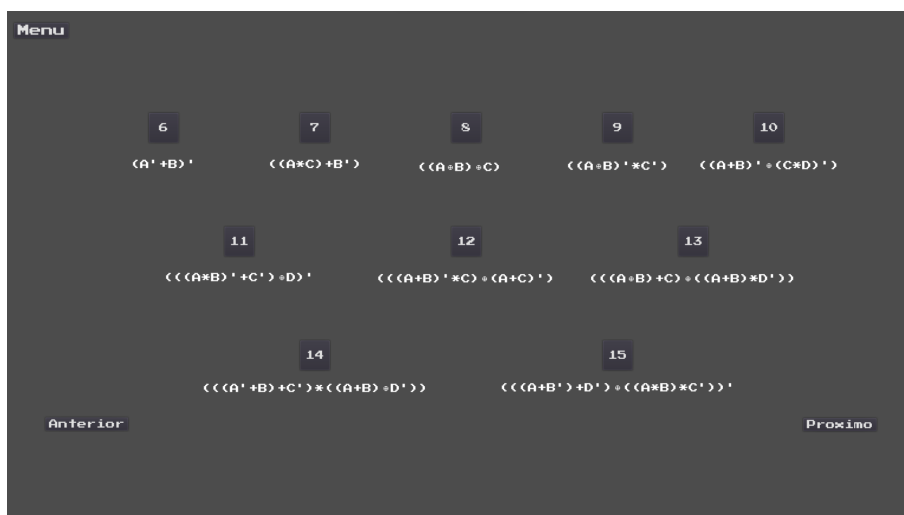 Menu
6 7 8 9 10
(A'+B)' ((A*C)+B') ((A⊕B)⊕C) ((A⊕B)'*C') ((A+B)'⊕(C*D)')
11 12 13
(((A*B)'+C')⊕D)' (((A+B)'*C)⊕(A+C)') (((A⊕B)+C)⊕((A+B)*D'))
14 15
(((A'+B)+C')*((A+B)⊕D')) (((A+B')+D')⊕((A*B)*C'))'
Anterior Proximo